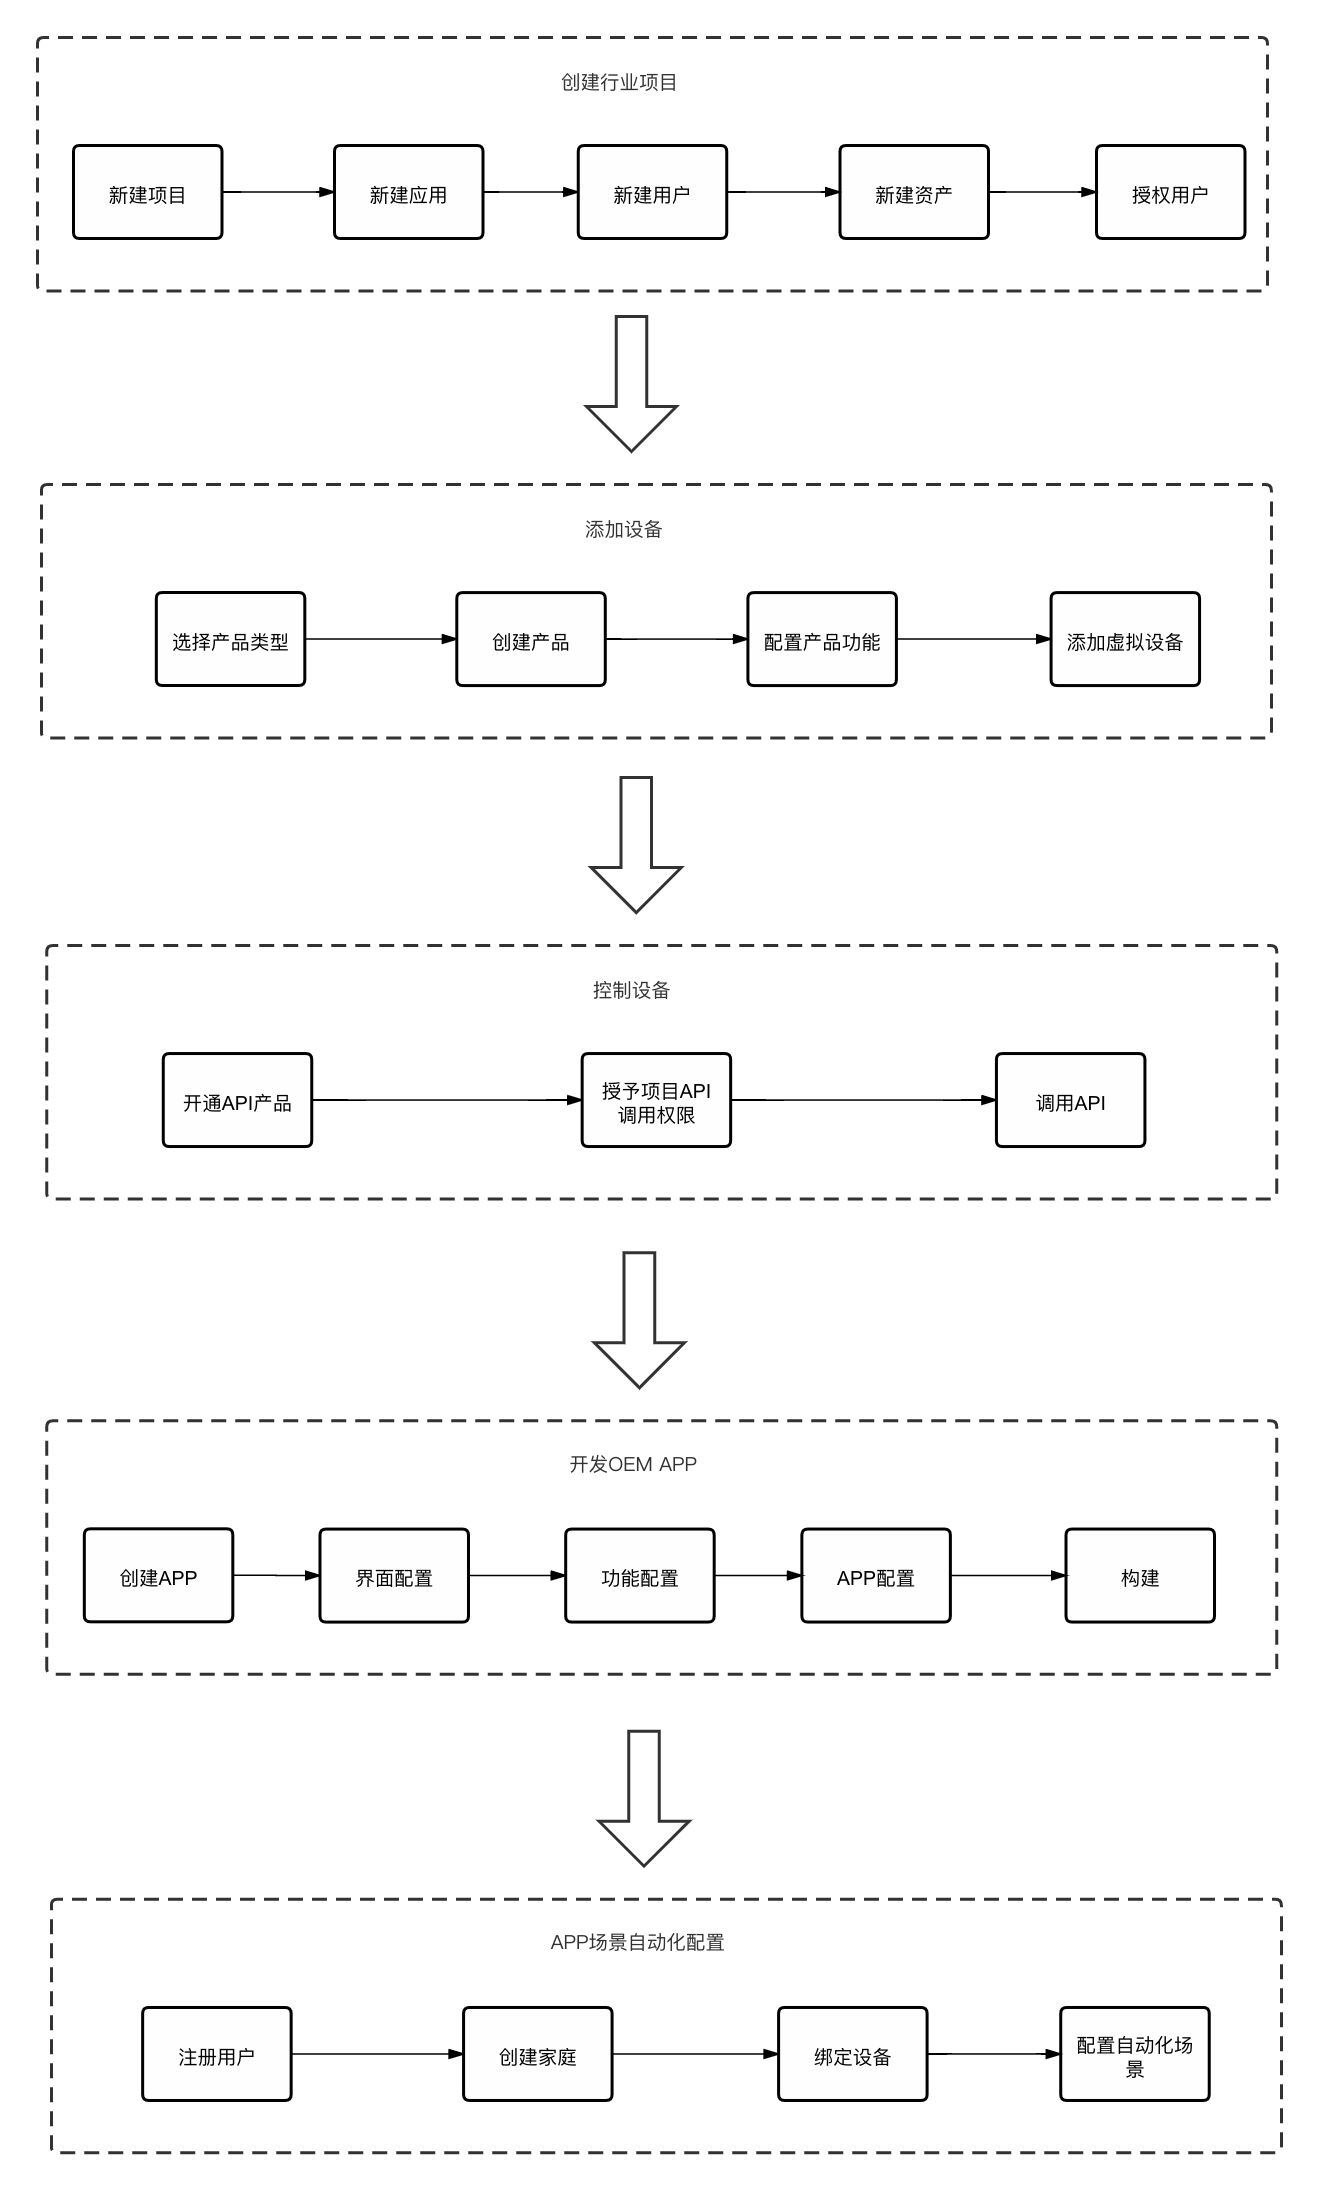 创建行业项目
新建项目
新建应用
新建用户
新建资产
授权用户
添加设备
选择产品类型
创建产品
配置产品功能
添加虚拟设备
控制设备
开通API产品
授予项目API
调用权限
调用API
开发OEM APP
创建APP
界面配置
功能配置
APP配置
构建
APP场景自动化配置
注册用户
创建家庭
绑定设备
配置自动化场
景